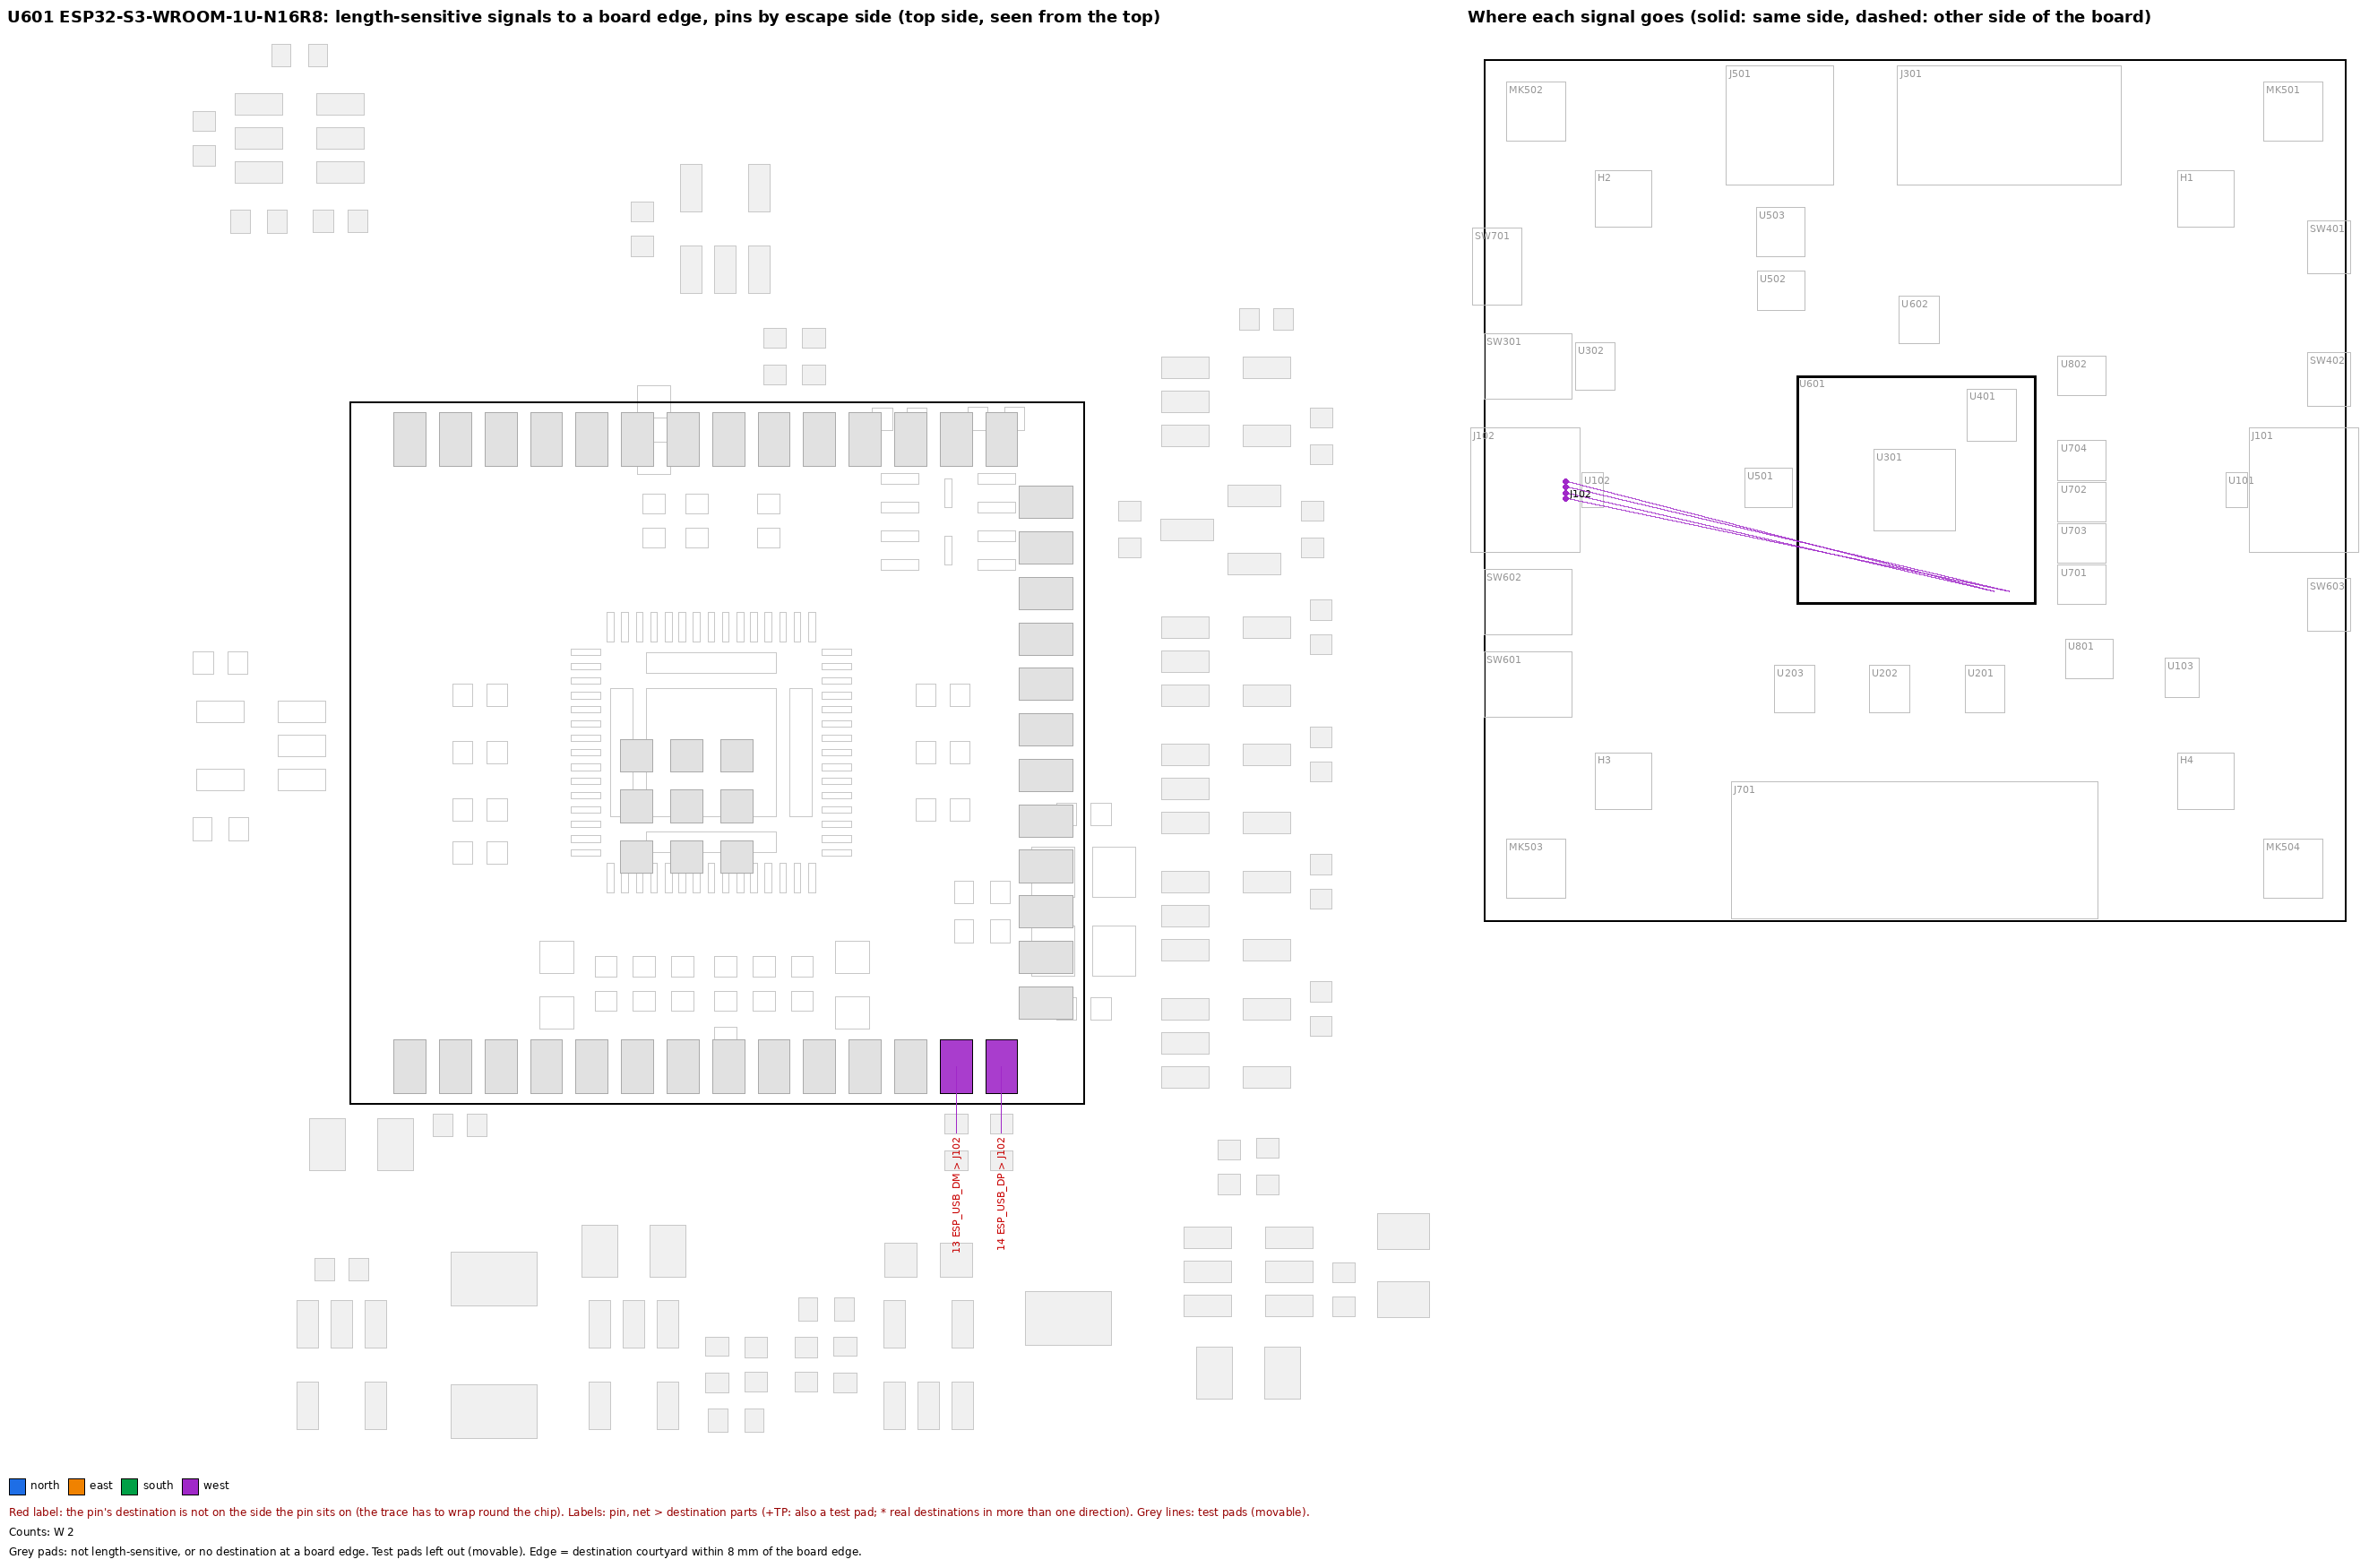 U601 ESP32-S3-WROOM-1U-N16R8: length-sensitive signals to a board edge, pins by escape side (top side, seen from the top)
Where each signal goes (solid: same side, dashed: other side of the board)
J501
J301
MK502
MK501
H2
H1
U503
SW401
SW701
U502
U602
SW301
U302
SW402
U802
U601
U401
J102
J101
U704
U301
U501
U102
U101
U702
J102
U703
U701
SW602
SW603
U801
SW601
U103
U203
U202
U201
H3
H4
J701
MK503
MK504
13 ESP_USB_DM > J102
14 ESP_USB_DP > J102
north
east
south
west
Red label: the pin's destination is not on the side the pin sits on (the trace has to wrap round the chip). Labels: pin, net > destination parts (+TP: also a test pad; * real destinations in more than one direction). Grey lines: test pads (movable).
Counts: W 2
Grey pads: not length-sensitive, or no destination at a board edge. Test pads left out (movable). Edge = destination courtyard within 8 mm of the board edge.